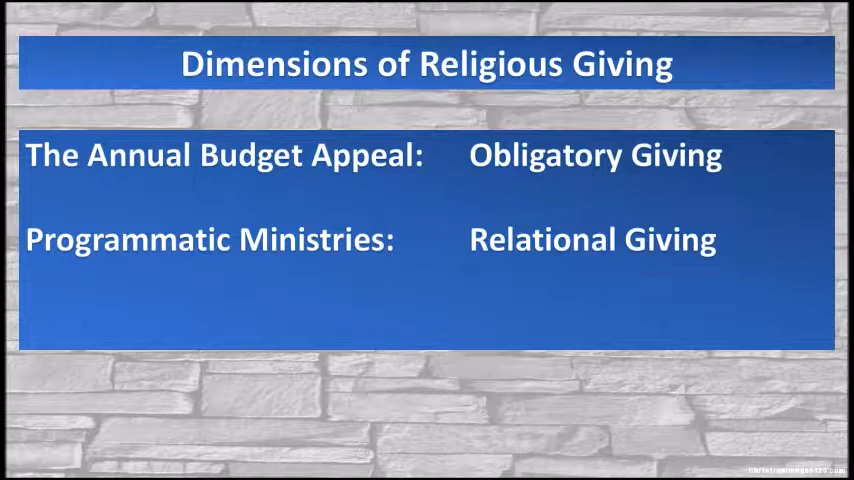 Dimensions of Religious Giving
The Annual Budget Appeal: Obligatory Giving
Programmatic Ministries: Relational Giving